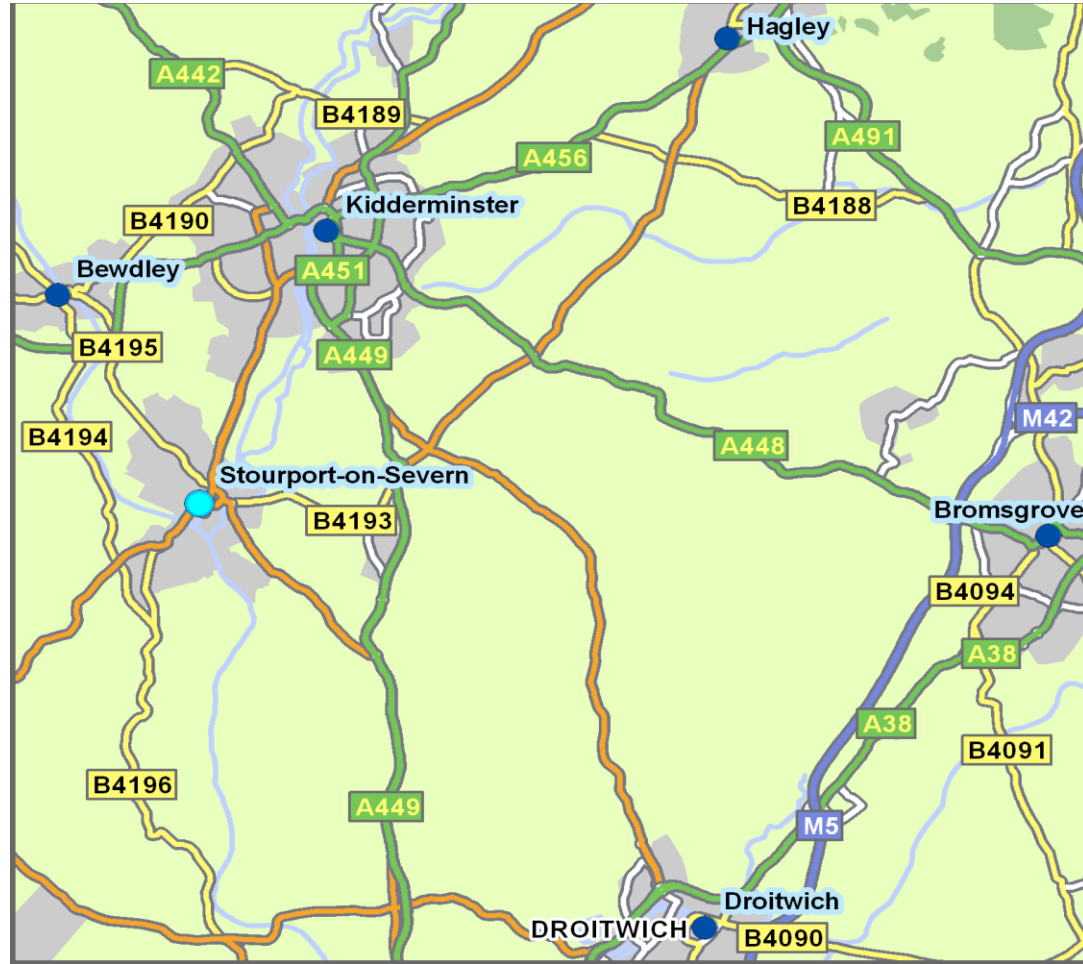 Hagley
A442
B4189
A491
A456
B4188
Kidderminster
B4190
Bewdley
A451
B4195
A449
M42
B4194
A448
Stourport-on-Severn
B4193
Bromsgrove
B4094
A38
A38
B4091
B4196
A449
M5
Droitwich
DROITWICH
B4090